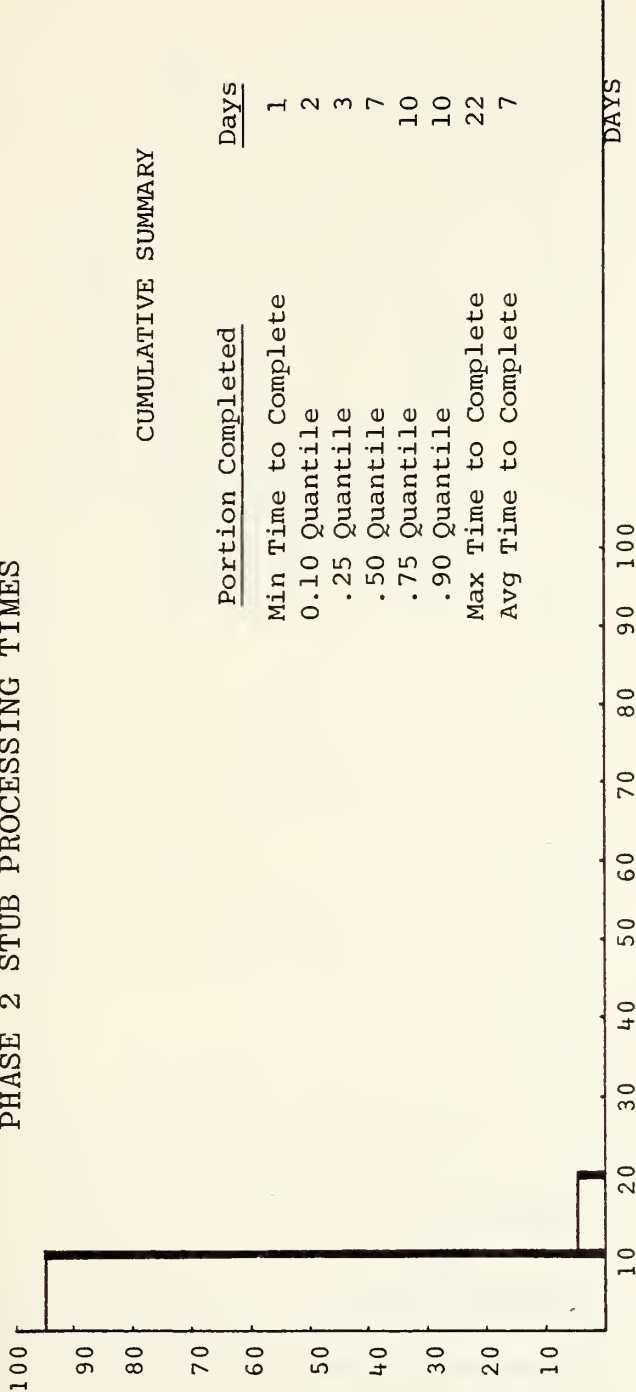 PHASE 2 STUB PROCESSING TIMES
CUMULATIVE SUMMARY
Portion Completed Days
Min Time to Complete 1
0.10 Quantile 2
.25 Quantile 3
.50 Quantile 7
.75 Quantile 10
.90 Quantile 10
Max Time to Complete 22
Avg Time to Complete 7
100
90
80
70
60
50
40
30
20
10
10 20 30 40 50 60 70 80 90 100 DAYS